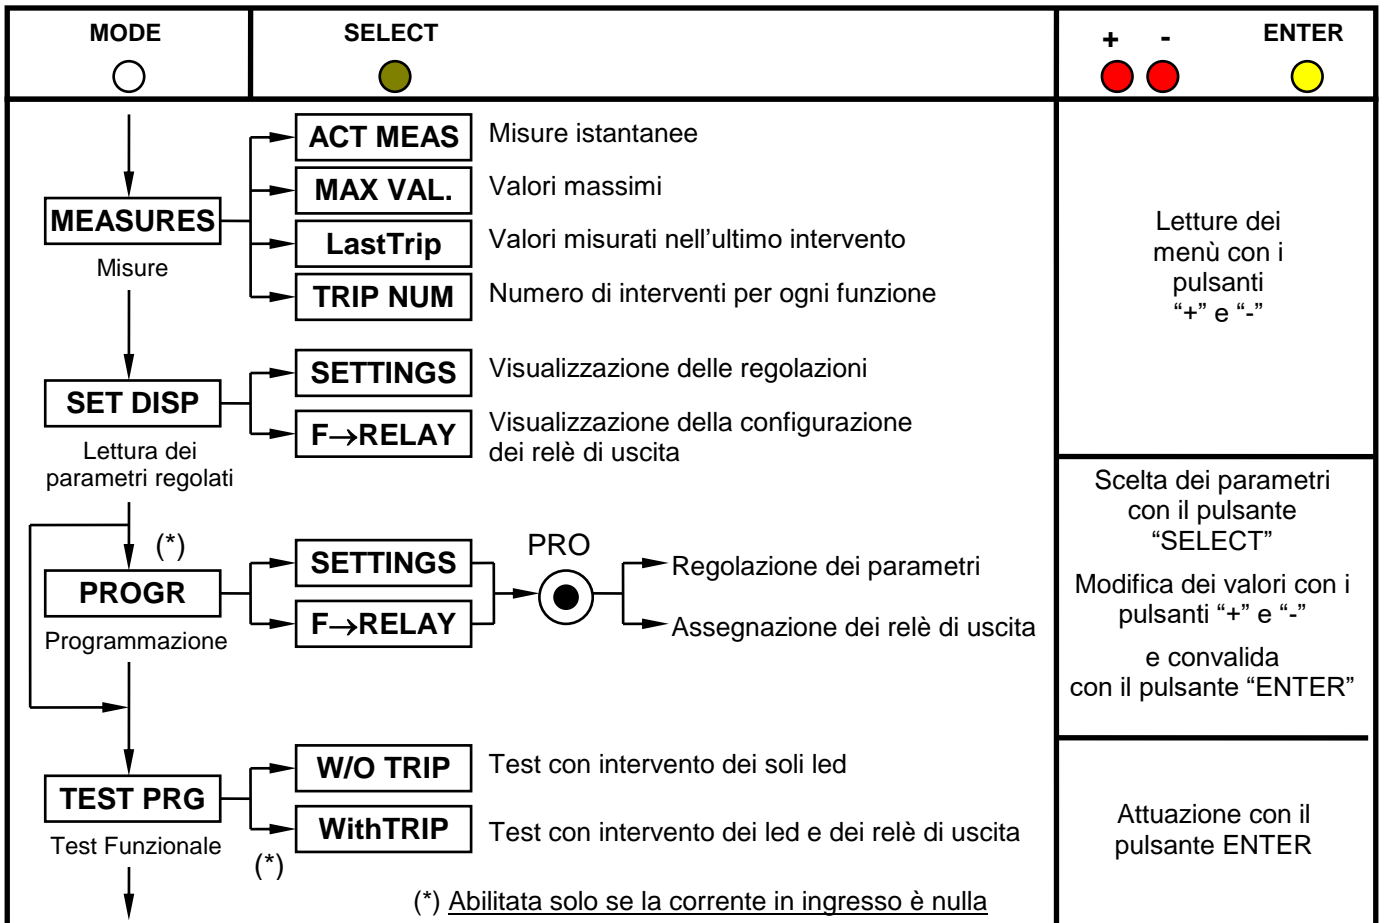 MODE
SELECT
+ -
ENTER
ACT MEAS Misure istantanee
MAX VAL. Valori massimi
MEASURES
LastTrip Valori misurati nell’ultimo intervento
Misure
TRIP NUM Numero di interventi per ogni funzione
Letture dei
menù con i
pulsanti
“+” e “-”
SETTINGS Visualizzazione delle regolazioni
SET DISP
F→RELAY Visualizzazione della configurazione
dei relè di uscita
Lettura dei
parametri regolati
Scelta dei parametri
con il pulsante
“SELECT”
Modifica dei valori con i
pulsanti “+” e “-”
e convalida
con il pulsante “ENTER”
(*)
SETTINGS
PRO
Regolazione dei parametri
PROGR
F→RELAY
Assegnazione dei relè di uscita
Programmazione
W/O TRIP Test con intervento dei soli led
TEST PRG
WithTRIP Test con intervento dei led e dei relè di uscita
Test Funzionale
(*)
Attuazione con il
pulsante ENTER
(*) Abilitata solo se la corrente in ingresso è nulla